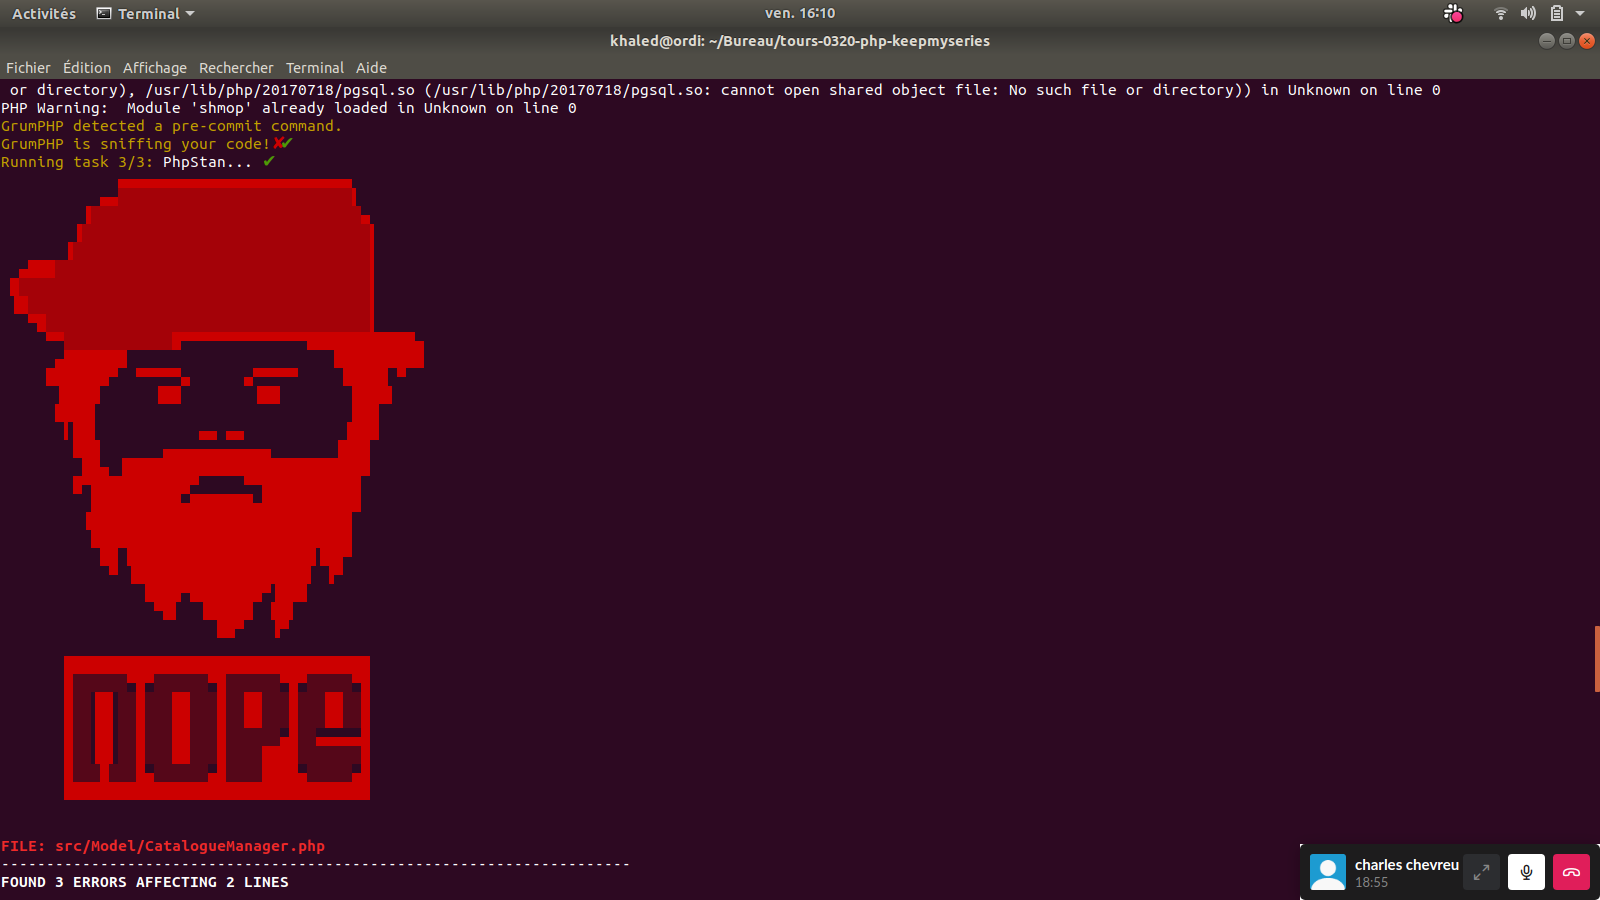 Activités Terminal ven. 16:10
khaled@ordi: ~/Bureau/tours-0320-php-keepmyseries
Fichier Édition Affichage Rechercher Terminal Aide
or directory), /usr/lib/php/20170718/pgsql.so (/usr/lib/php/20170718/pgsql.so: cannot open shared object file: No such file or directory)) in Unknown on line 0
PHP Warning:  Module 'shmop' already loaded in Unknown on line 0
GrumPHP detected a pre-commit command.
GrumPHP is sniffing your code!✘✔
Running task 3/3: PhpStan... ✔
NOPE
FILE: src/Model/CatalogueManager.php
----------------------------------------------------------------------
FOUND 3 ERRORS AFFECTING 2 LINES
charles chevreu
18:55